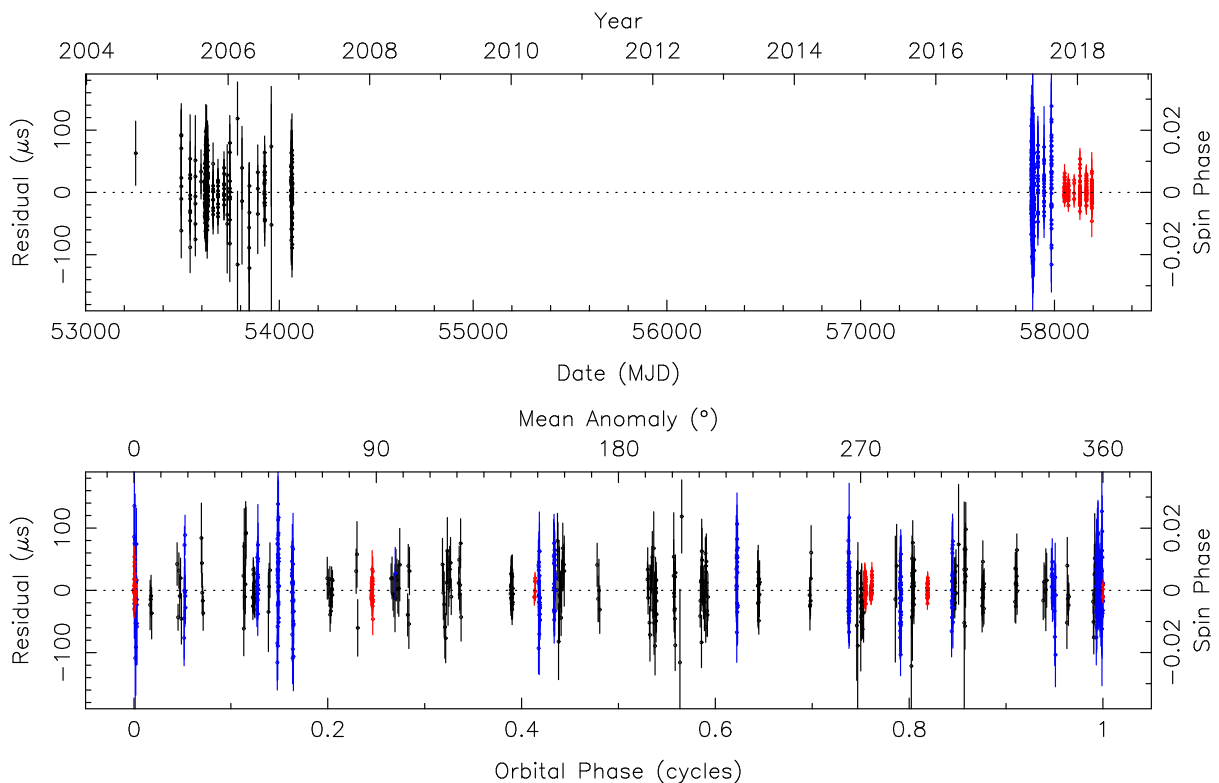 Year
2004 2006 2008 2010 2012 2014 2016 2018
Residual (μs)
100
0
−100
0.02
0
−0.02
Spin Phase
53000 54000 55000 56000 57000 58000
Date (MJD)
Mean Anomaly (°)
0 90 180 270 360
Residual (μs)
100
0
−100
0.02
0
−0.02
Spin Phase
0 0.2 0.4 0.6 0.8 1
Orbital Phase (cycles)